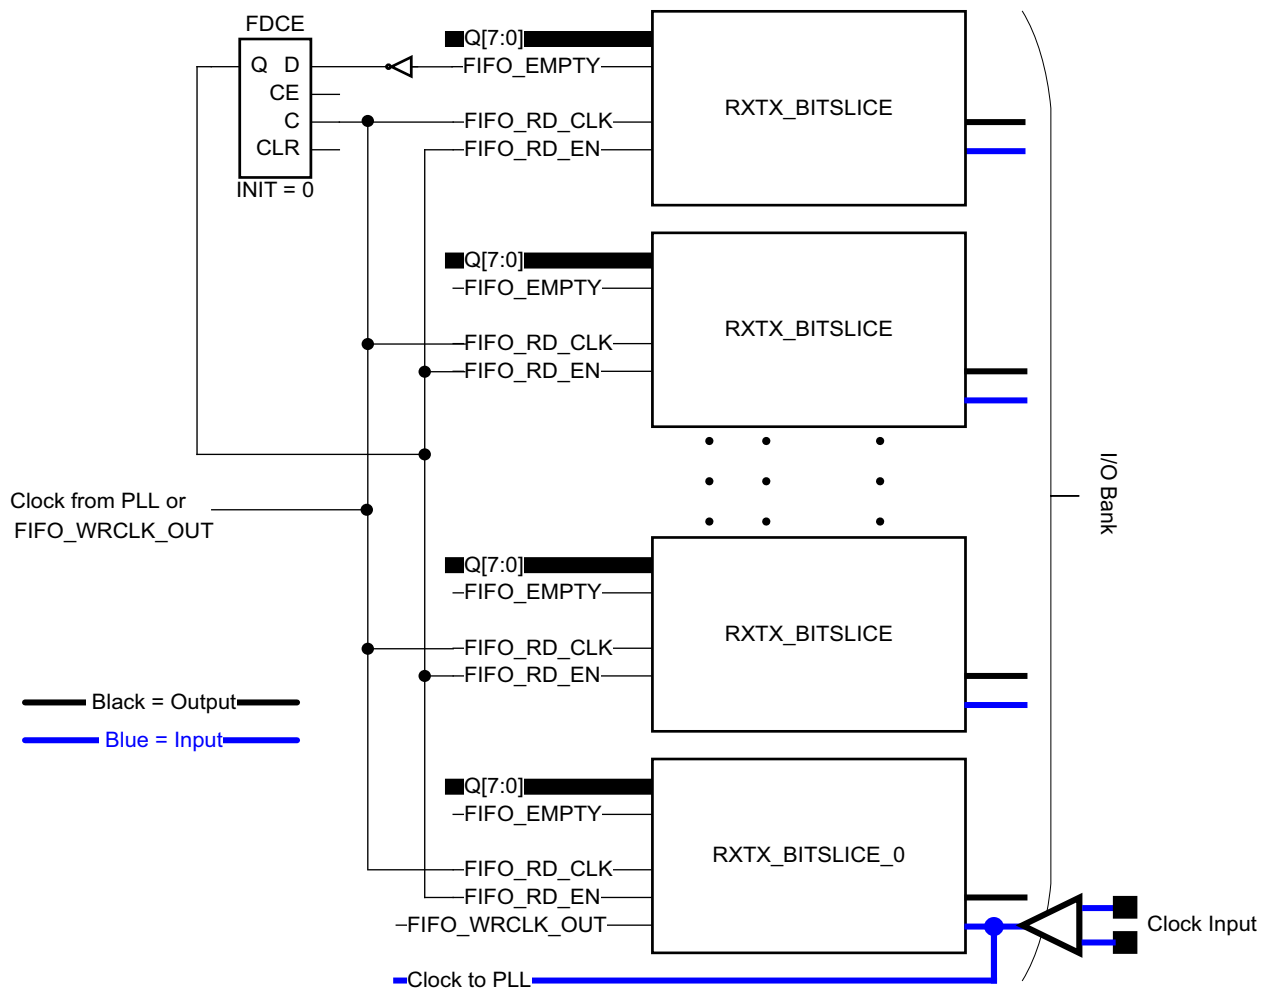 FDCE
Q D
CE
C
CLR
INIT = 0
Q[7:0]
FIFO_EMPTY
FIFO_RD_CLK
FIFO_RD_EN
RXTX_BITSLICE
Q[7:0]
FIFO_EMPTY
FIFO_RD_CLK
FIFO_RD_EN
RXTX_BITSLICE
I/O Bank
Clock from PLL or
FIFO_WRCLK_OUT
Q[7:0]
FIFO_EMPTY
FIFO_RD_CLK
FIFO_RD_EN
RXTX_BITSLICE
Black = Output
Blue = Input
Q[7:0]
FIFO_EMPTY
FIFO_RD_CLK
FIFO_RD_EN
FIFO_WRCLK_OUT
RXTX_BITSLICE_0
Clock Input
Clock to PLL